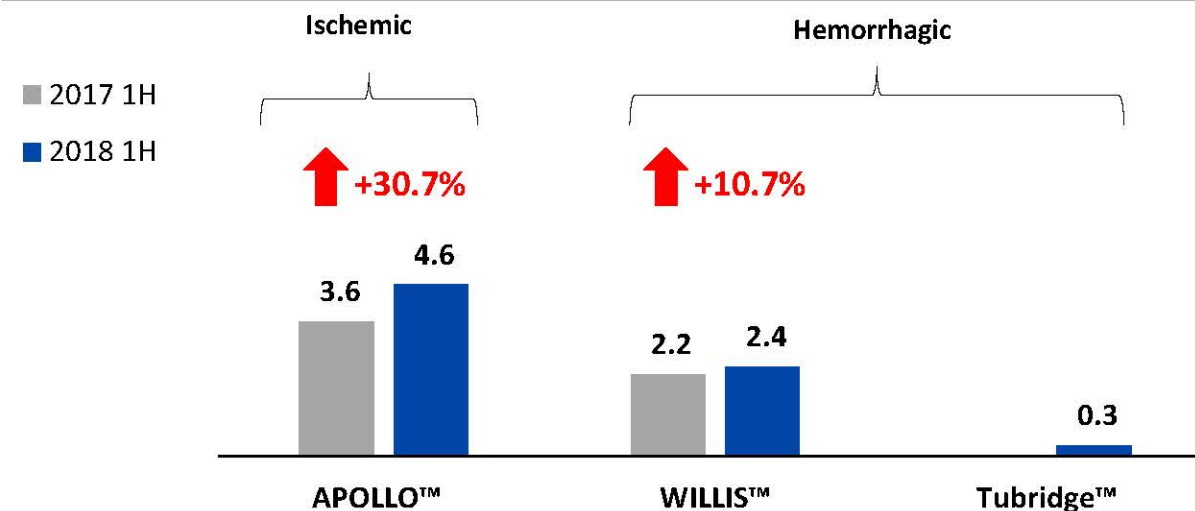 Ischemic
Hemorrhagic
2017 1H
2018 1H
+30.7%
+10.7%
3.6
4.6
2.2
2.4
0.3
APOLLO™
WILLIS™
Tubridge™